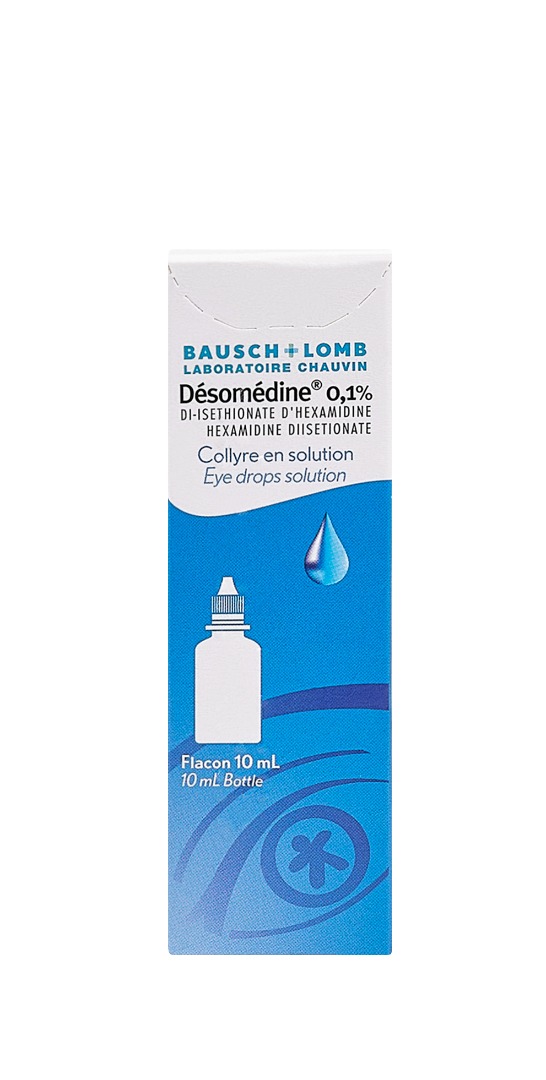 BAUSCH + LOMB
LABORATOIRE CHAUVIN
Désomédine® 0,1%
DI-ISETHIONATE D'HEXAMIDINE
HEXAMIDINE DIISETIONATE
Collyre en solution
Eye drops solution
Flacon 10 mL
10 mL Bottle